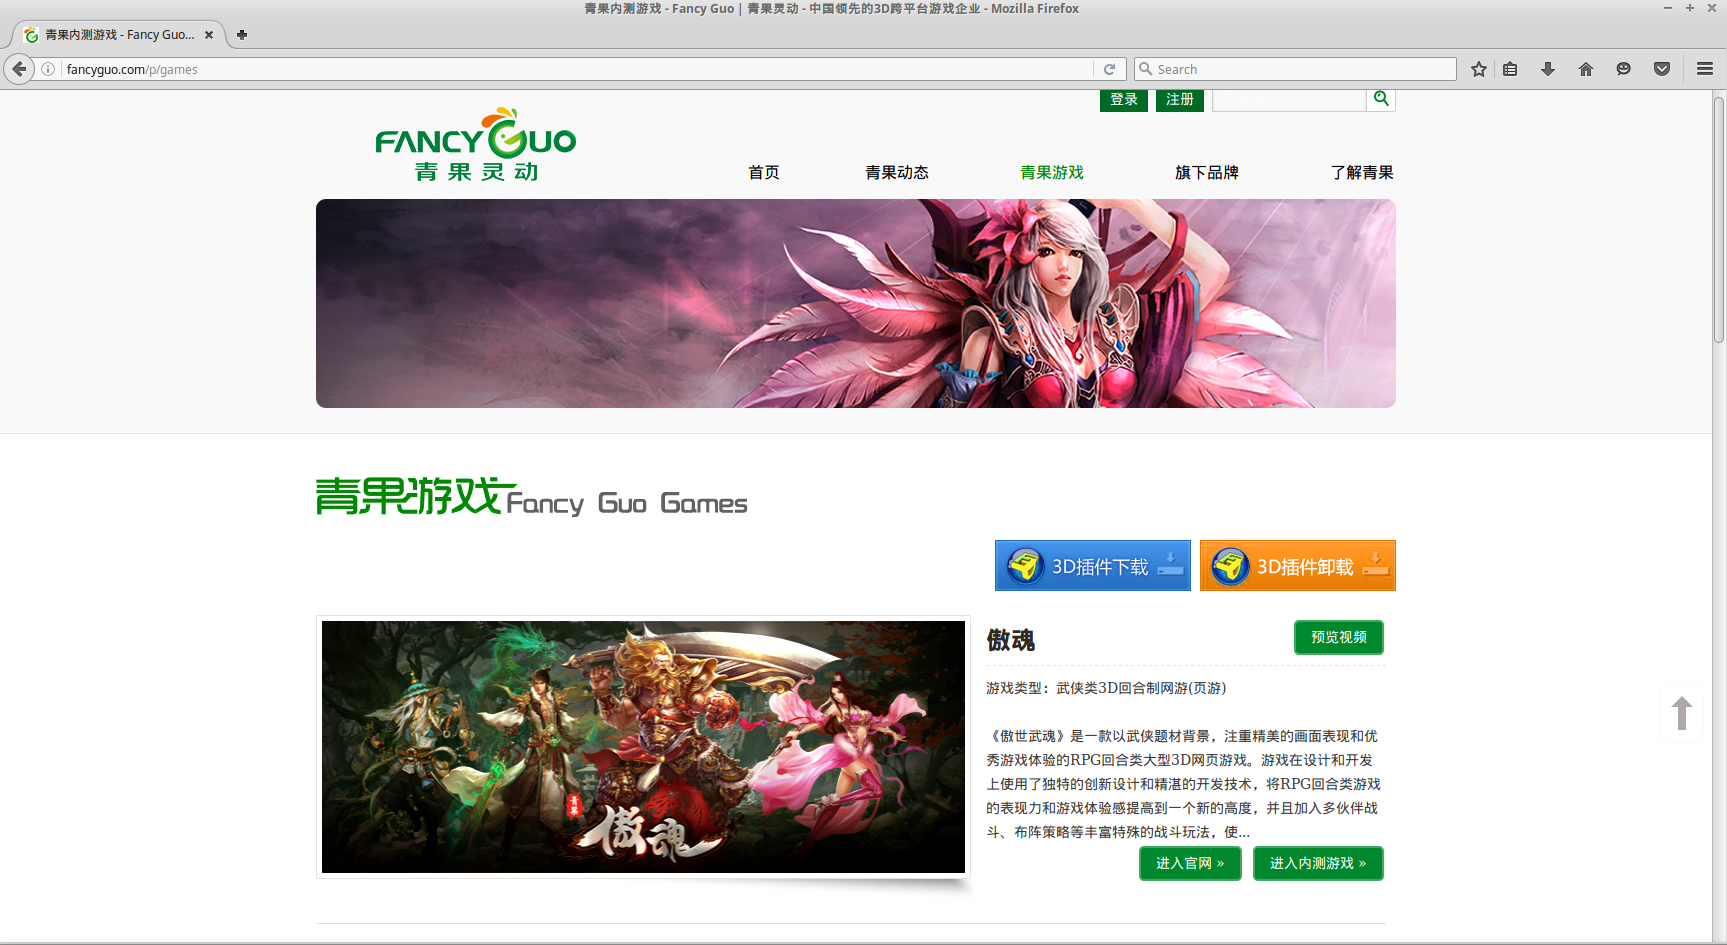 青果内测游戏 - Fancy Guo | 青果灵动 - 中国领先的3D跨平台游戏企业 - Mozilla Firefox
青果内测游戏 - Fancy Guo...
fancyguo.com/p/games
Search
登录
注册
FANCYGUO
青果灵动
首页
青果动态
青果游戏
旗下品牌
了解青果
青果游戏 Fancy Guo Games
3D插件下载
3D插件卸载
青果
傲魂
傲魂
预览视频
游戏类型：武侠类3D回合制网游(页游)
《傲世武魂》是一款以武侠题材背景，注重精美的画面表现和优
秀游戏体验的RPG回合类大型3D网页游戏。游戏在设计和开发
上使用了独特的创新设计和精湛的开发技术，将RPG回合类游戏
的表现力和游戏体验感提高到一个新的高度，并且加入多伙伴战
斗、布阵策略等丰富特殊的战斗玩法，使...
进入官网 »
进入内测游戏 »